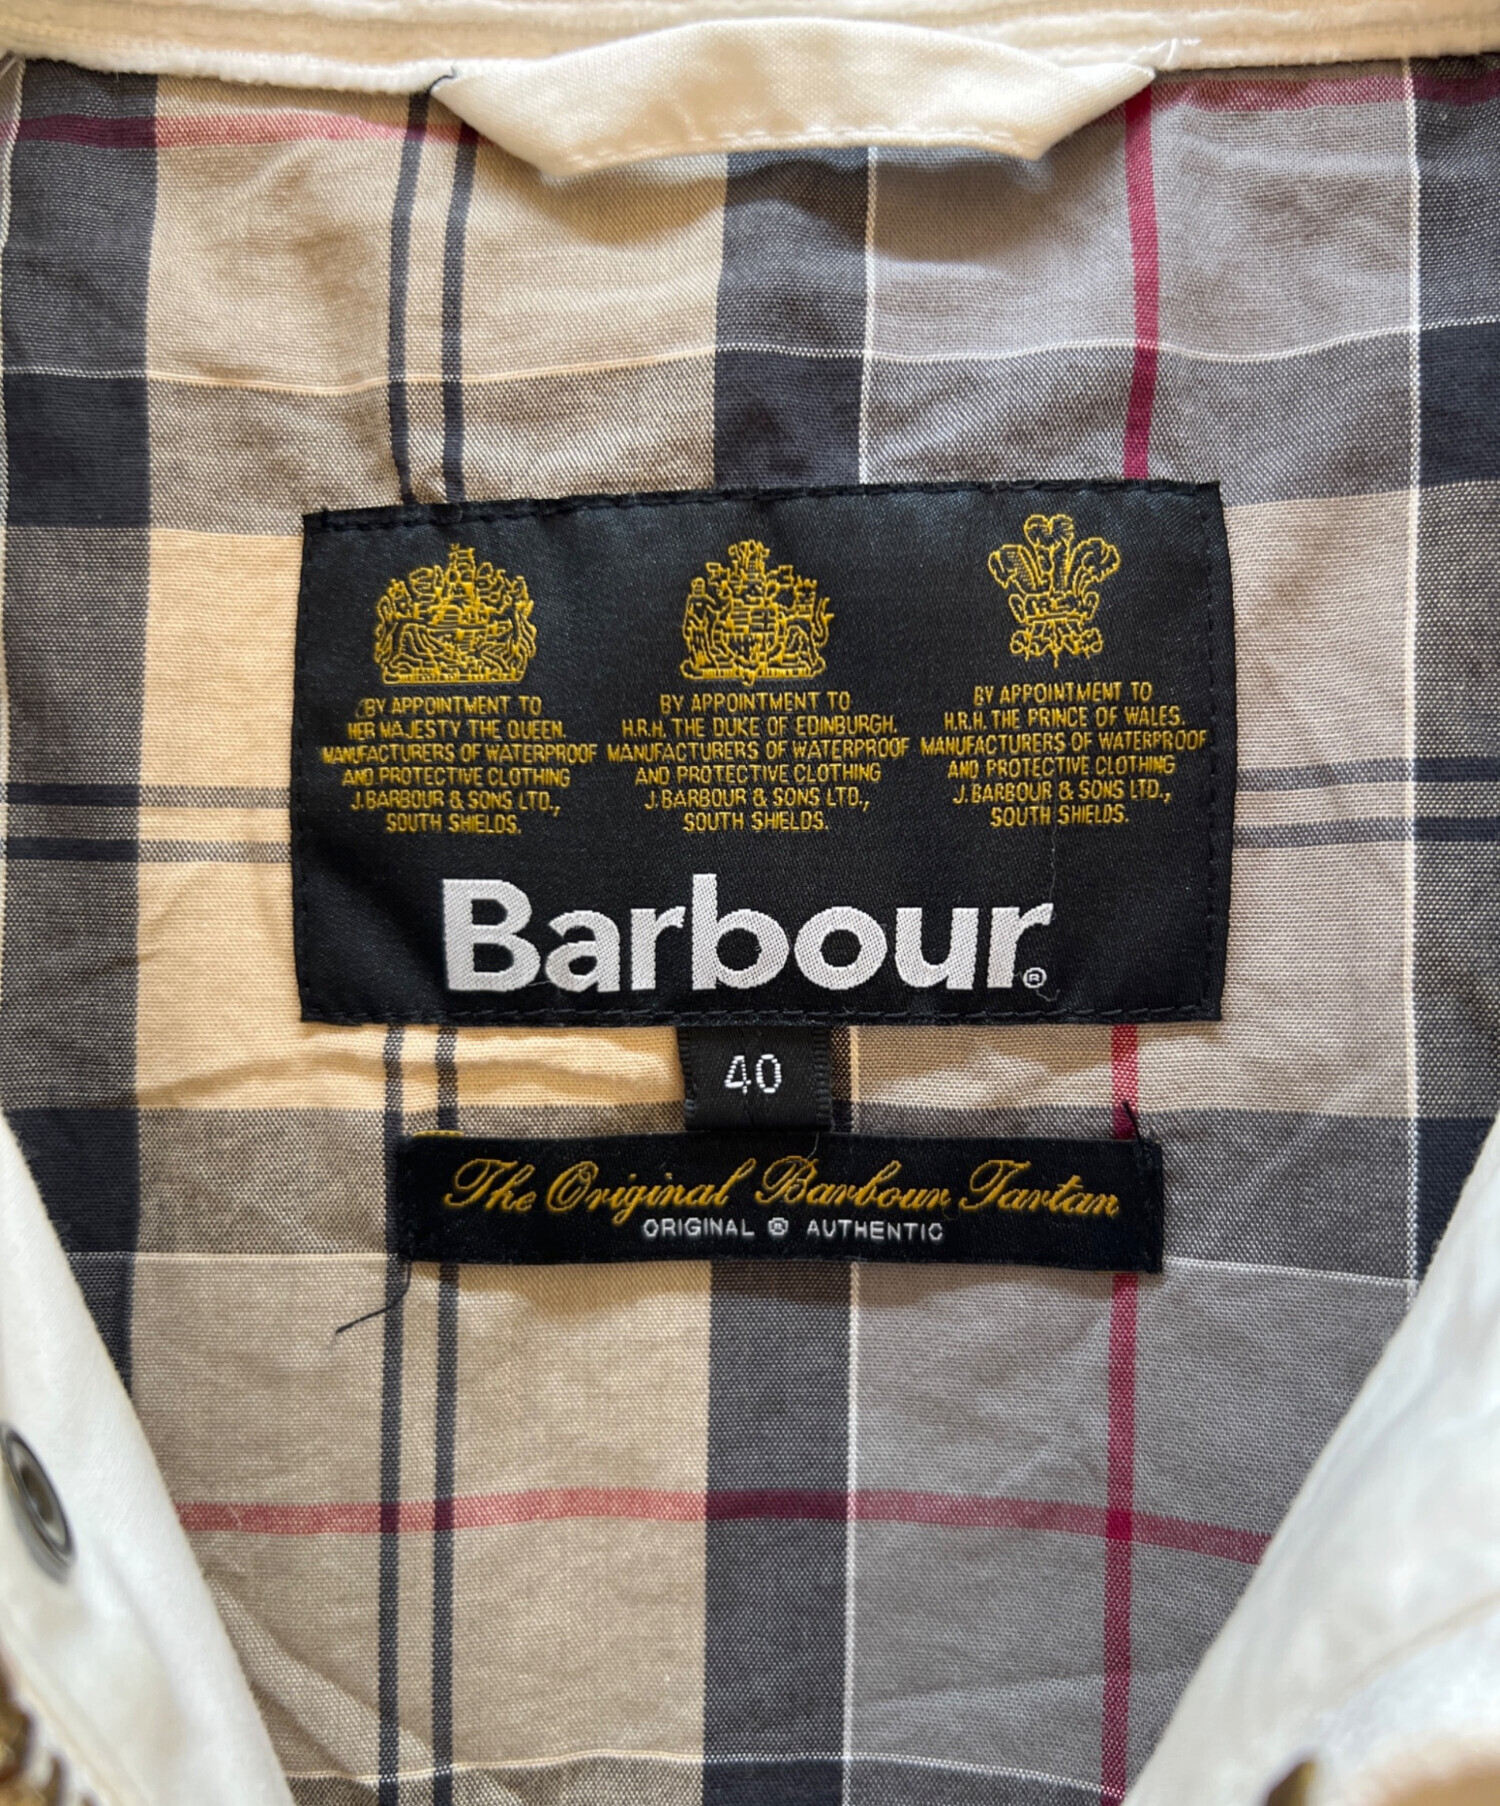 BY APPOINTMENT TO
HER MAJESTY THE QUEEN.
MANUFACTURERS OF WATERPROOF
AND PROTECTIVE CLOTHING
J.BARBOUR & SONS LTD.,
SOUTH SHIELDS.
BY APPOINTMENT TO
H.R.H. THE DUKE OF EDINBURGH.
MANUFACTURERS OF WATERPROOF
AND PROTECTIVE CLOTHING
J.BARBOUR & SONS LTD.,
SOUTH SHIELDS.
BY APPOINTMENT TO
H.R.H. THE PRINCE OF WALES.
MANUFACTURERS OF WATERPROOF
AND PROTECTIVE CLOTHING
J.BARBOUR & SONS LTD.,
SOUTH SHIELDS.
Barbour®
40
The Original Barbour Tartan
ORIGINAL ® AUTHENTIC